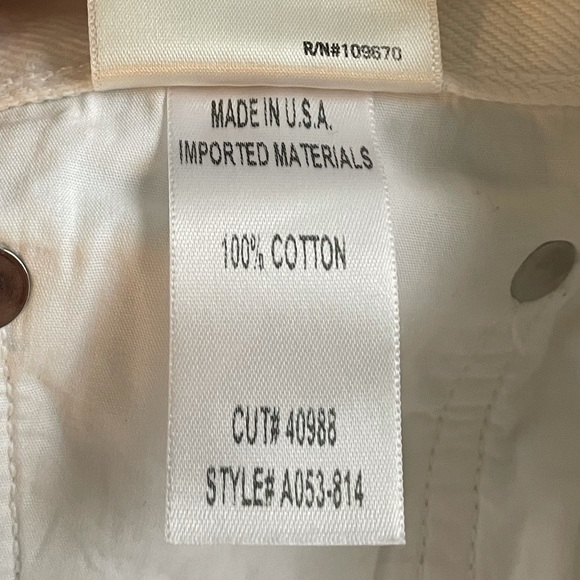 R/N#109670
MADE IN U.S.A.
IMPORTED MATERIALS
100% COTTON
CUT# 40988
STYLE# A053-814